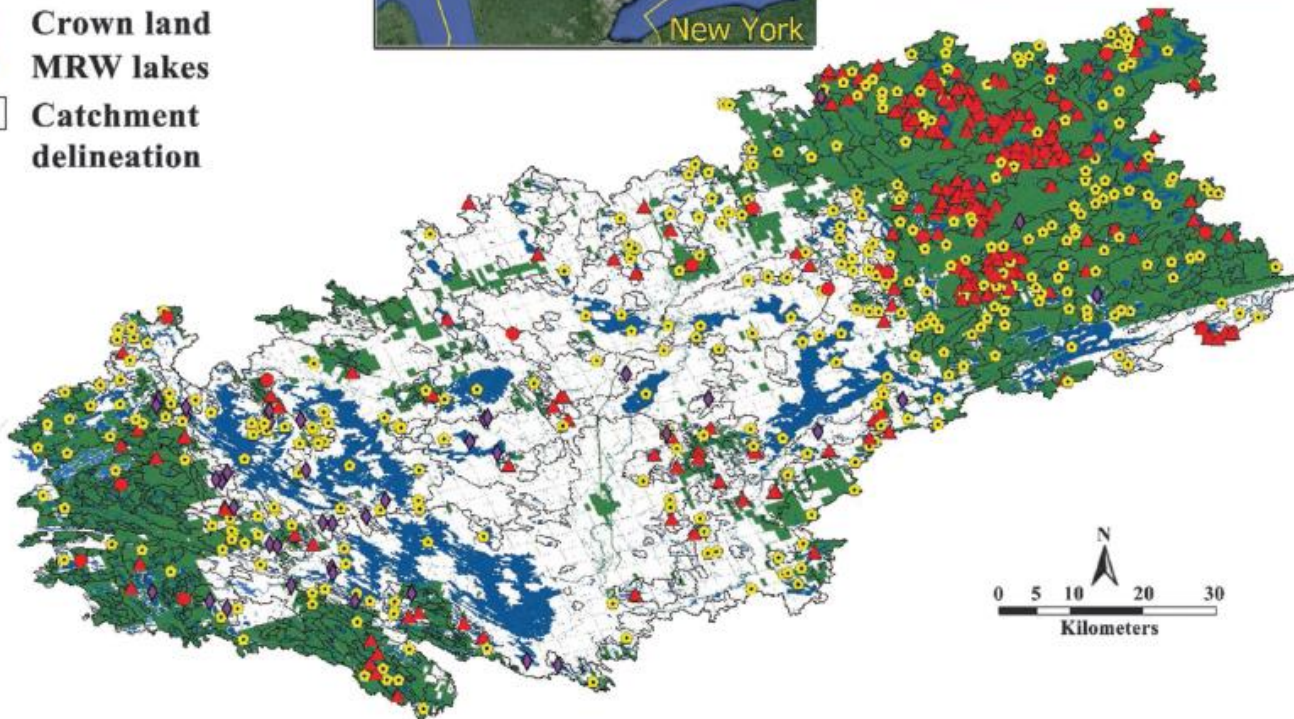 Crown land
MRW lakes
Catchment
delineation
New York
N
0 5 10 20 30
Kilometers